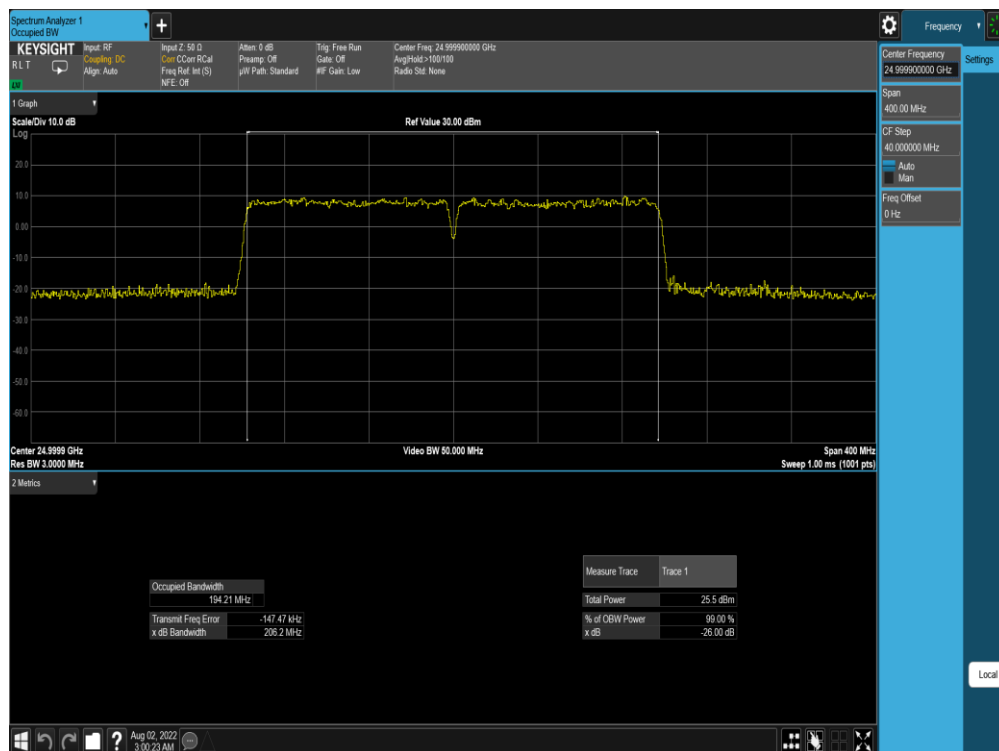 Spectrum Analyzer 1
Occupied BW
+
Frequency
KEYSIGHT
RLT
LXI
Input: RF
Coupling: DC
Align: Auto
Input Z: 50 Ω
Corr CCorr RCal
Freq Ref: Int (S)
NFE: Off
Atten: 0 dB
Preamp: Off
µW Path: Standard
Trig: Free Run
Gate: Off
#IF Gain: Low
Center Freq: 24.999900000 GHz
Avg|Hold:>100/100
Radio Std: None
Center Frequency
24.999900000 GHz
Settings
Span
400.00 MHz
CF Step
40.000000 MHz
Auto
Man
Freq Offset
0 Hz
1 Graph
Scale/Div 10.0 dB
Ref Value 30.00 dBm
Log
20.0
10.0
0.00
-10.0
-20.0
-30.0
-40.0
-50.0
-60.0
Center 24.9999 GHz
Video BW 50.000 MHz
Span 400 MHz
Res BW 3.0000 MHz
Sweep 1.00 ms (1001 pts)
2 Metrics
Measure Trace Trace 1
Occupied Bandwidth
194.21 MHz
Total Power 25.5 dBm
Transmit Freq Error -147.47 kHz
% of OBW Power 99.00 %
x dB Bandwidth 206.2 MHz
x dB -26.00 dB
Local
?
Aug 02, 2022
3:00:23 AM